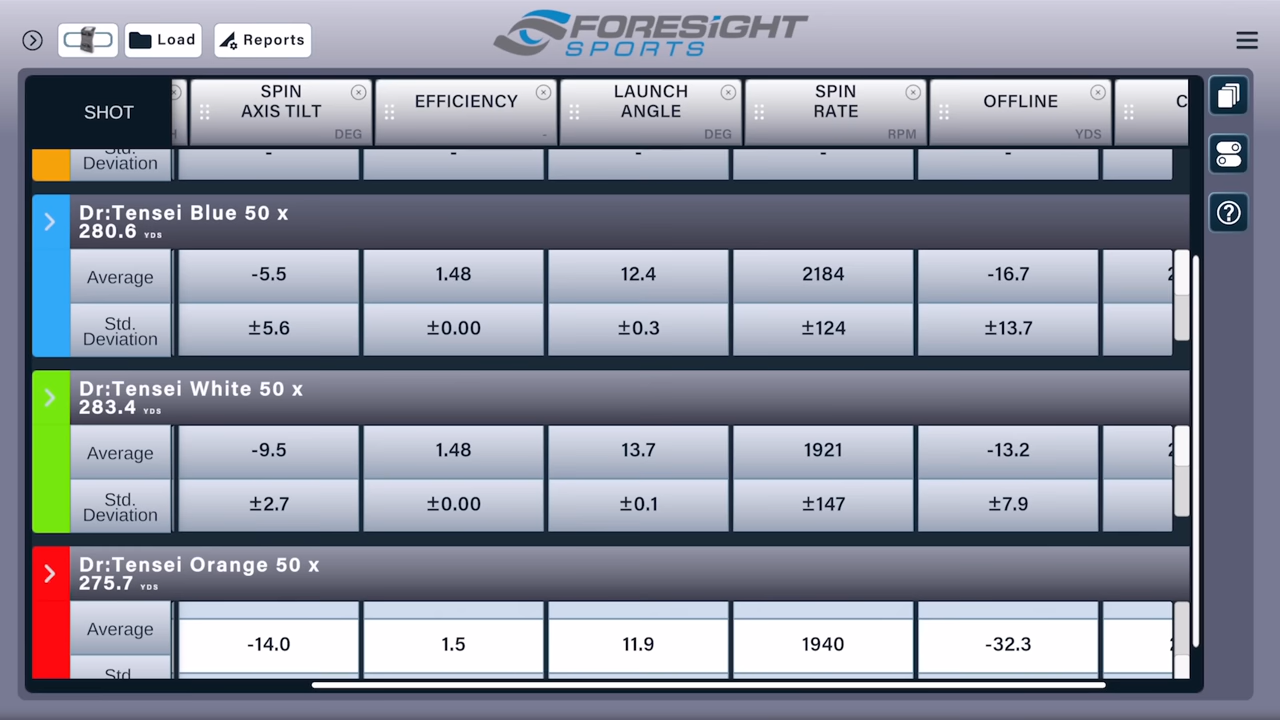 Load
Reports
FORESiGHT
SPORTS
SHOT
SPIN AXIS TILT
DEG
EFFICIENCY
-
LAUNCH ANGLE
DEG
SPIN RATE
RPM
OFFLINE
YDS
C
Std. Deviation - - - - -
Dr:Tensei Blue 50 x
280.6 YDS
Average -5.5 1.48 12.4 2184 -16.7
Std. Deviation ±5.6 ±0.00 ±0.3 ±124 ±13.7
Dr:Tensei White 50 x
283.4 YDS
Average -9.5 1.48 13.7 1921 -13.2
Std. Deviation ±2.7 ±0.00 ±0.1 ±147 ±7.9
Dr:Tensei Orange 50 x
275.7 YDS
Average -14.0 1.5 11.9 1940 -32.3
Std